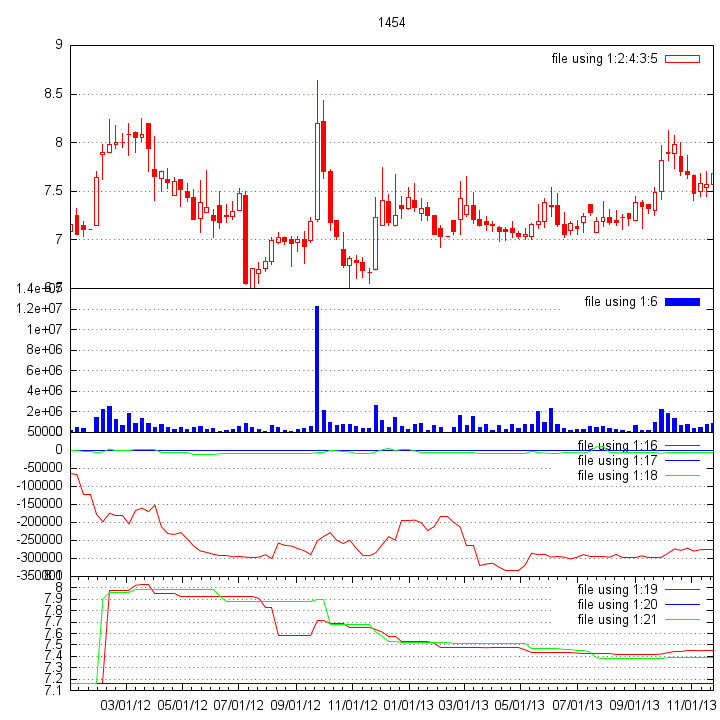 1454
9
file using 1:2:4:3:5
8.5
8
7.5
7
6.5
1.4e+07
file using 1:6
1.2e+07
1e+07
8e+06
6e+06
4e+06
2e+06
50000
file using 1:16
0
file using 1:17
-50000
file using 1:18
-100000
-150000
-200000
-250000
-300000
-350000
8.1
8
file using 1:19
7.9
file using 1:20
7.8
file using 1:21
7.7
7.6
7.5
7.4
7.3
7.2
7.1
03/01/12 05/01/12 07/01/12 09/01/12 11/01/12 01/01/13 03/01/13 05/01/13 07/01/13 09/01/13 11/01/13